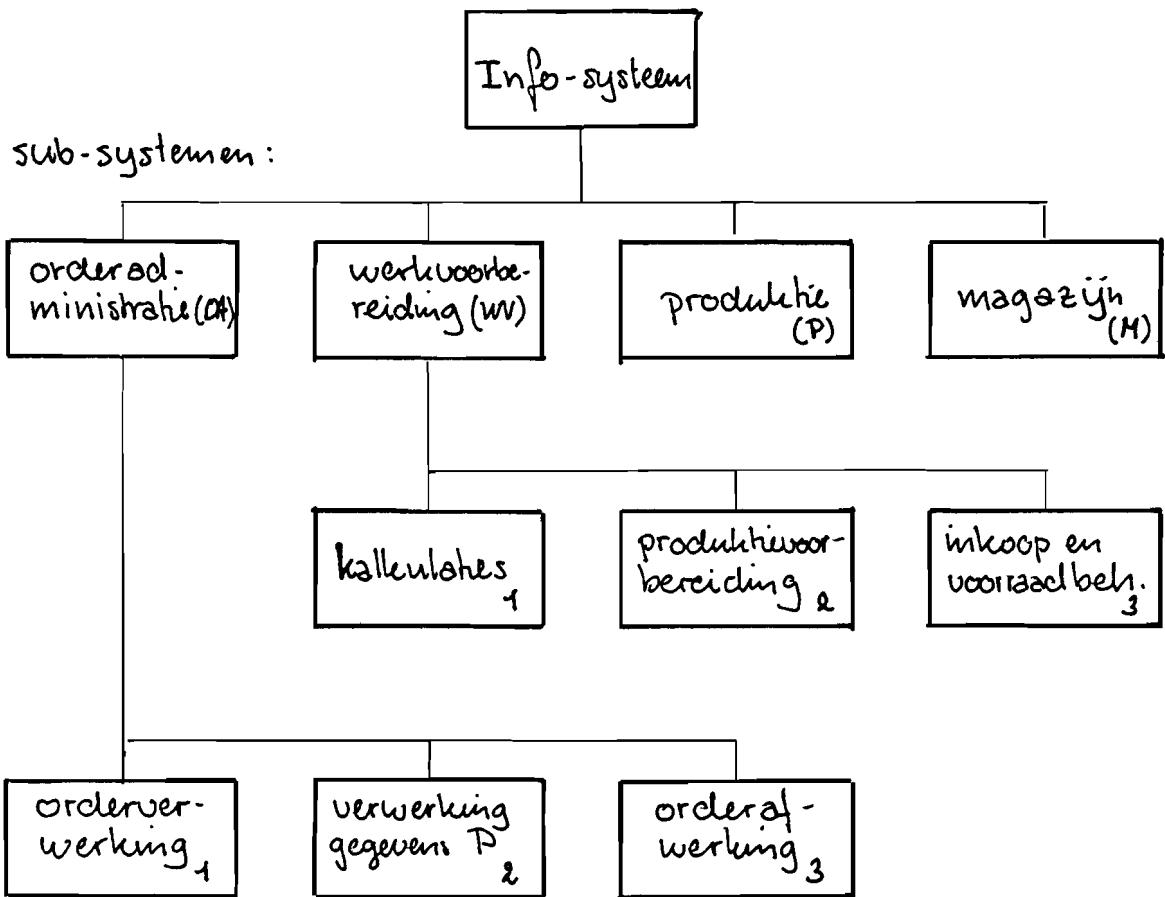 Info-systeem
sub-systemen:
orderad-
ministratie (OA)
werkvoorbe-
reiding (WV)
produktie
(P)
magazijn
(M)
kalkulaties
1
produktievoor-
bereiding 2
inkoop en
voorraadbeh.
3
orderver-
werking 1
verwerking
gegevens P
2
orderaf-
werking 3